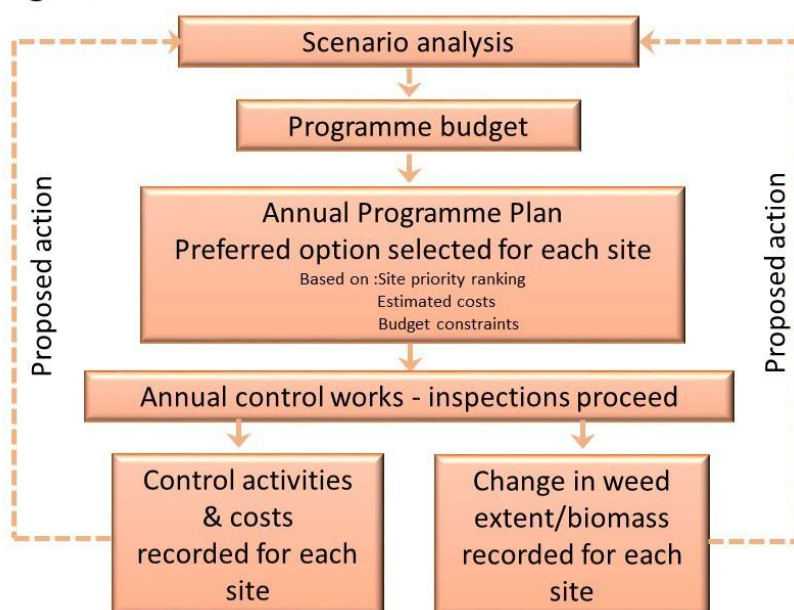 Scenario analysis
Programme budget
Annual Programme Plan
Preferred option selected for each site
Based on :Site priority ranking
Estimated costs
Budget constraints
Annual control works - inspections proceed
Control activities
& costs
recorded for each
site
Change in weed
extent/biomass
recorded for each
site
Proposed action
Proposed action